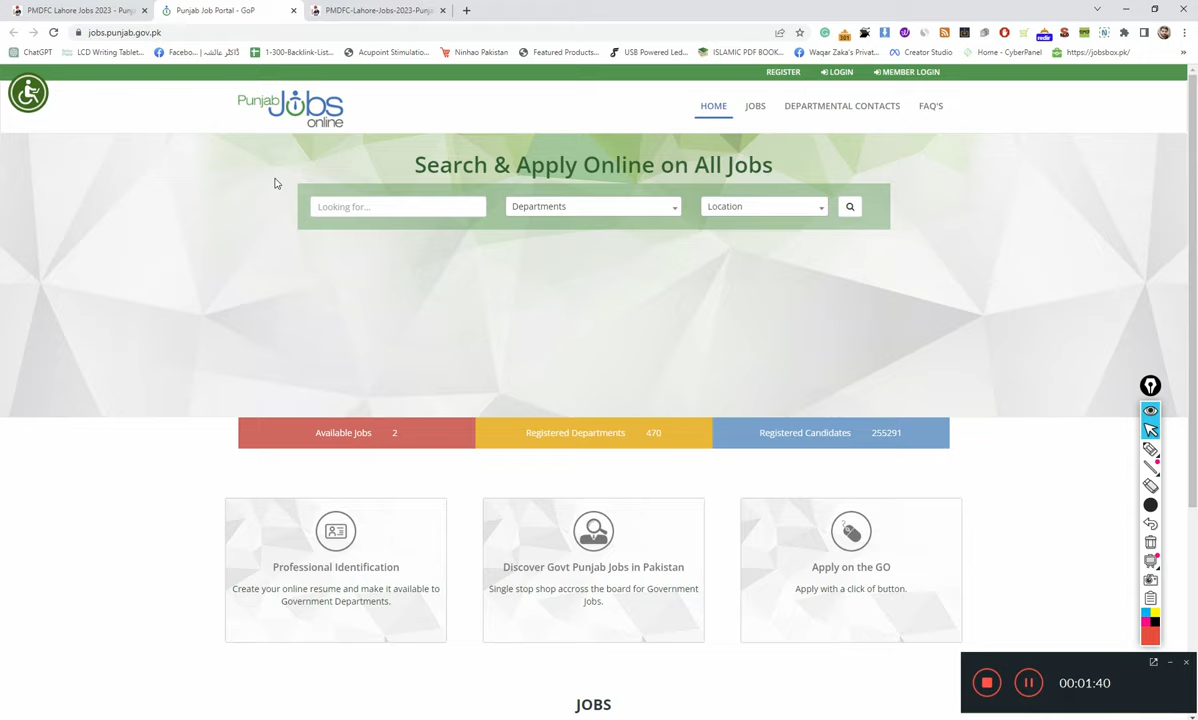 PMDFC Lahore Jobs 2023 - Punj
Punjab Job Portal - GoP
PMDFC-Lahore-Jobs-2023-Punja
jobs.punjab.gov.pk
301
redir
ChatGPT
LCD Writing Tablet...
Facebo...
1-300-Backlink-List...
Acupoint Stimulatio...
Ninhao Pakistan
Featured Products...
USB Powered Led...
ISLAMIC PDF BOOK...
Waqar Zaka's Privat...
Creator Studio
Home - CyberPanel
https://jobsbox.pk/
REGISTER
LOGIN
MEMBER LOGIN
Punjab Jobs online
HOME
JOBS
DEPARTMENTAL CONTACTS
FAQ'S
Search & Apply Online on All Jobs
Looking for...
Departments
Location
Available Jobs 2
Registered Departments 470
Registered Candidates 255291
Professional Identification
Create your online resume and make it available to
Government Departments.
Discover Govt Punjab Jobs in Pakistan
Single stop shop accross the board for Government
Jobs.
Apply on the GO
Apply with a click of button.
JOBS
00:01:40